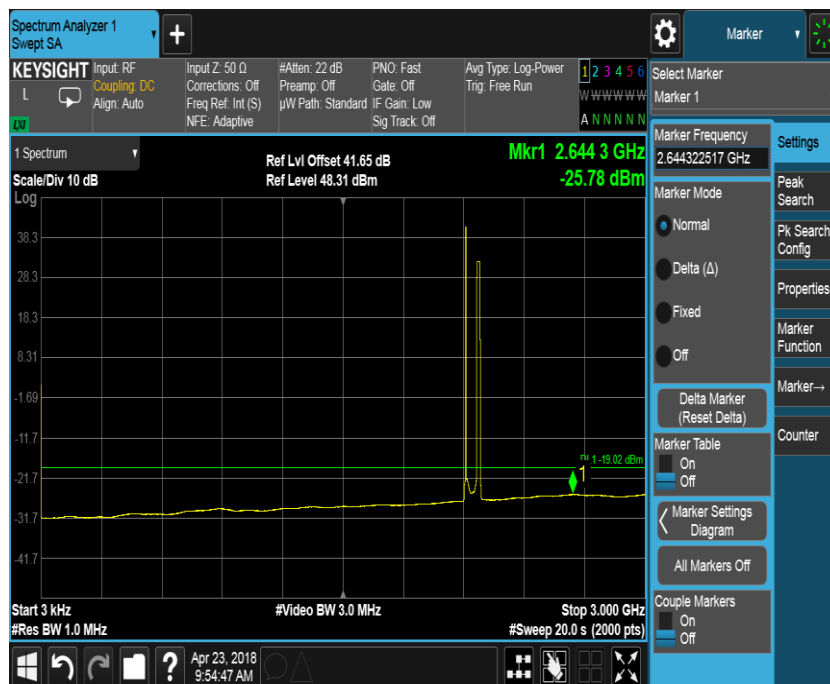 Spectrum Analyzer 1
Swept SA
+
Marker
KEYSIGHT
L
LXI
Input: RF
Coupling: DC
Align: Auto
Input Z: 50 Ω
Corrections: Off
Freq Ref: Int (S)
NFE: Adaptive
#Atten: 22 dB
Preamp: Off
µW Path: Standard
PNO: Fast
Gate: Off
IF Gain: Low
Sig Track: Off
Avg Type: Log-Power
Trig: Free Run
1 2 3 4 5 6
W W W W W W
A N N N N N
Select Marker
Marker 1
1 Spectrum
Scale/Div 10 dB
Log
Ref Lvl Offset 41.65 dB
Ref Level 48.31 dBm
Mkr1 2.644 3 GHz
-25.78 dBm
38.3
28.3
18.3
8.31
-1.69
-11.7
-21.7
-31.7
-41.7
-19.02 dBm
1
Start 3 kHz
#Res BW 1.0 MHz
#Video BW 3.0 MHz
Stop 3.000 GHz
#Sweep 20.0 s (2000 pts)
Marker Frequency
2.644322517 GHz
Marker Mode
Normal
Delta (Δ)
Fixed
Off
Delta Marker
(Reset Delta)
Marker Table
On
Off
Marker Settings
Diagram
All Markers Off
Couple Markers
On
Off
Settings
Peak
Search
Pk Search
Config
Properties
Marker
Function
Marker→
Counter
?
Apr 23, 2018
9:54:47 AM